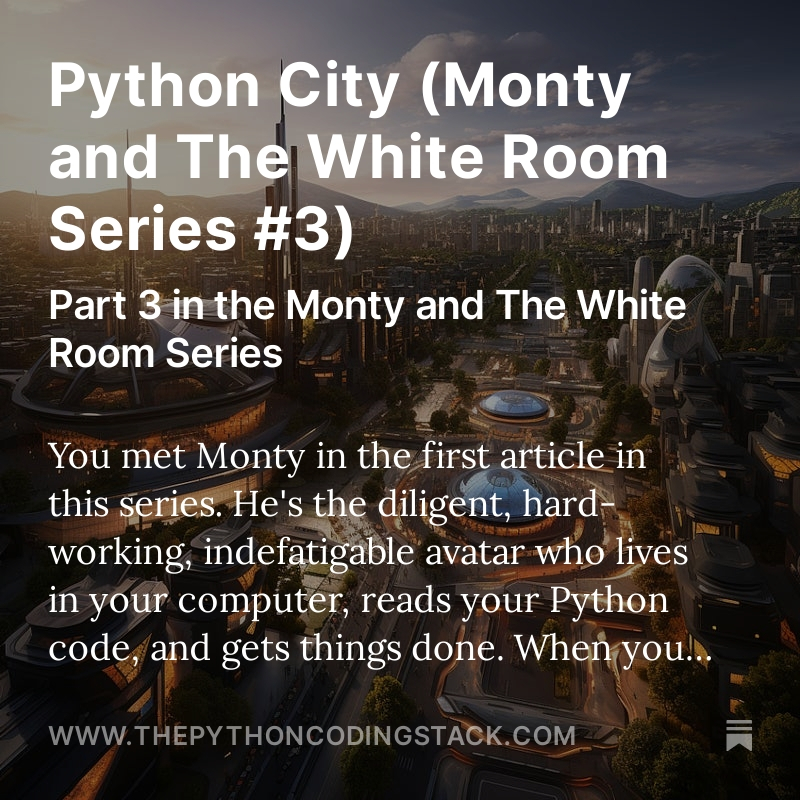 Python City (Monty
and The White Room
Series #3)
Part 3 in the Monty and The White
Room Series
You met Monty in the first article in
this series. He's the diligent, hard-
working, indefatigable avatar who lives
in your computer, reads your Python
code, and gets things done. When you...
WWW.THEPYTHONCODINGSTACK.COM